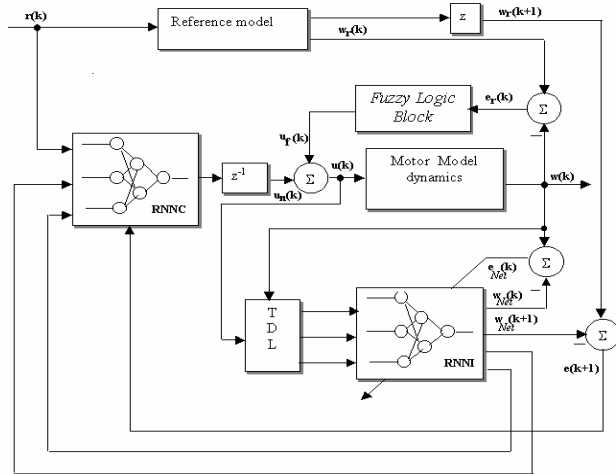 r(k)
Reference model
z
wr(k+1)
wr(k)
Fuzzy Logic
Block
er(k)
Σ
uf(k)
u(k)
Motor Model
dynamics
w(k)
RNNC
z-1
Σ
un(k)
e (k)
Net
Σ
w (k)
Net
w (k+1)
Net
T
D
L
RNNI
Σ
e(k+1)